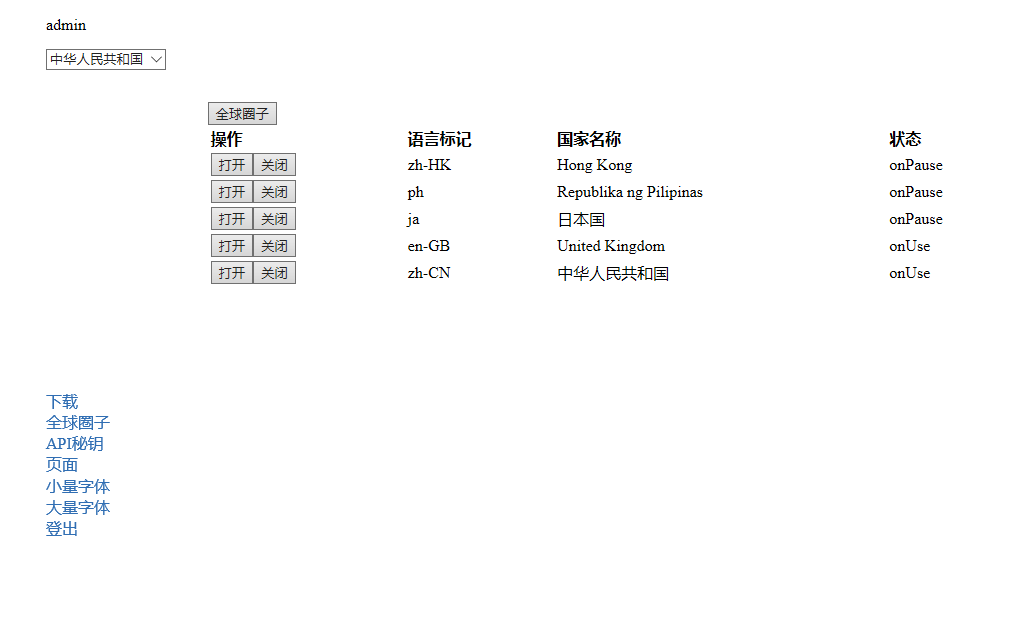 admin
中华人民共和国
全球圈子
操作 语言标记 国家名称 状态
打开 关闭 zh-HK Hong Kong onPause
打开 关闭 ph Republika ng Pilipinas onPause
打开 关闭 ja 日本国 onPause
打开 关闭 en-GB United Kingdom onUse
打开 关闭 zh-CN 中华人民共和国 onUse
下载
全球圈子
API秘钥
页面
小量字体
大量字体
登出